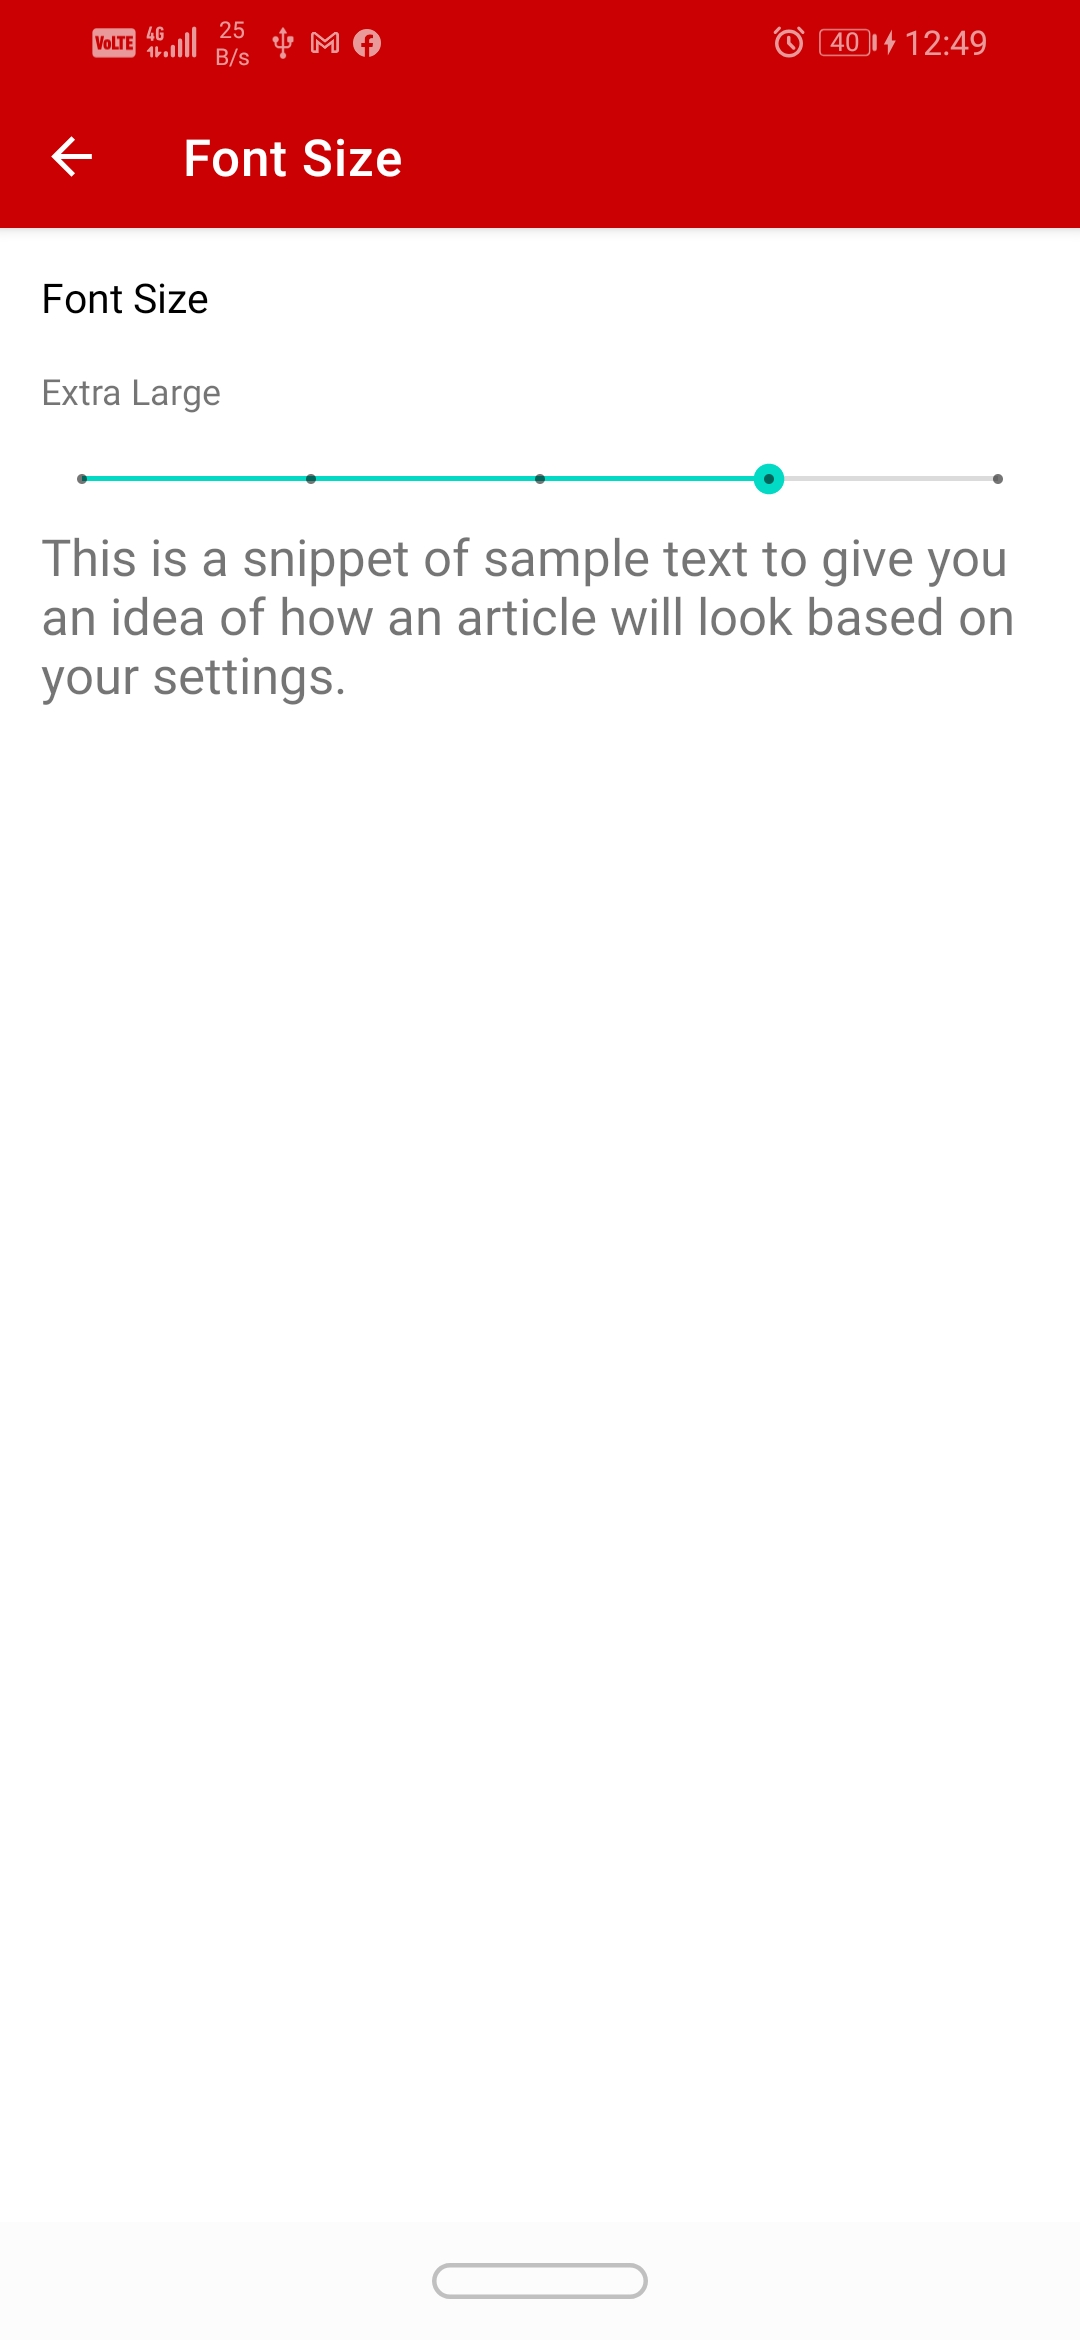 VoLTE 4G 25 B/s 40 12:49
Font Size
Font Size
Extra Large
This is a snippet of sample text to give you
an idea of how an article will look based on
your settings.